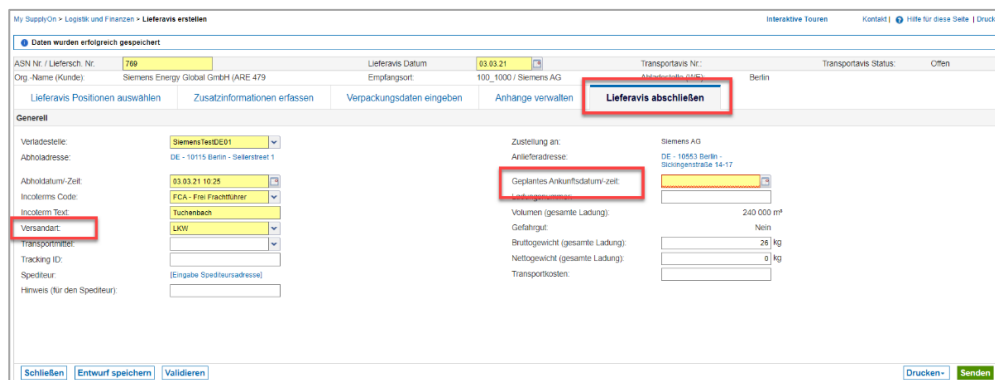 My SupplyOn > Logistik und Finanzen > Lieferavis erstellen Interaktive Touren Kontakt | Hilfe für diese Seite | Druck
Daten wurden erfolgreich gespeichert
ASN Nr. / Liefersch. Nr. 769 Lieferavis Datum 03.03.21 Transportavis Nr.: Transportavis Status: Offen
Org.-Name (Kunde): Siemens Energy Global GmbH (ARE 479 Empfangsort: 100_1000 / Siemens AG Abladestelle (WE): Berlin
Lieferavis Positionen auswählen Zusatzinformationen erfassen Verpackungsdaten eingeben Anhänge verwalten Lieferavis abschließen
Generell
Verladestelle: SiemensTestDE01 Zustellung an: Siemens AG
Abholadresse: DE - 10115 Berlin - Sellerstreet 1 Anlieferadresse: DE - 10553 Berlin -
Sickingenstraße 14-17
Abholdatum/-Zeit: 03.03.21 10:25 Geplantes Ankunftsdatum/-zeit:
Incoterms Code: FCA - Frei Frachtführer Ladungsnummer:
Incoterm Text: Tuchenbach Volumen (gesamte Ladung): 240 000 m³
Versandart: LKW Gefahrgut: Nein
Transportmittel: Bruttogewicht (gesamte Ladung): 26 kg
Tracking ID: Nettogewicht (gesamte Ladung): 0 kg
Spediteur: [Eingabe Spediteursadresse] Transportkosten:
Hinweis (für den Spediteur):
Schließen Entwurf speichern Validieren Drucken Senden